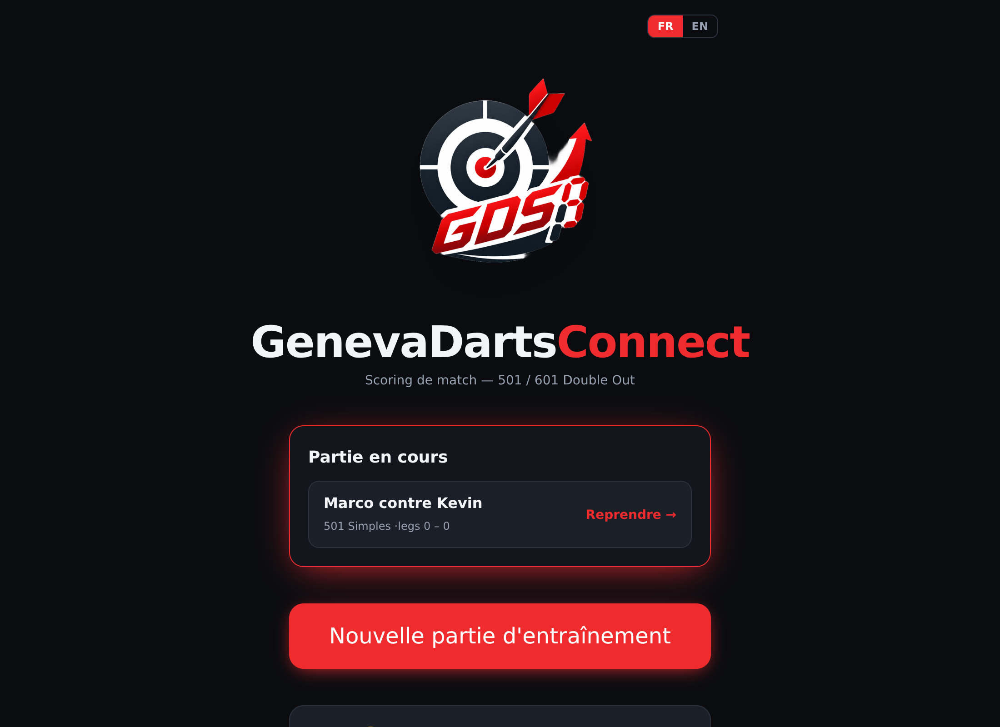 FR EN
GDS
GenevaDartsConnect
Scoring de match — 501 / 601 Double Out
Partie en cours
Marco contre Kevin
501 Simples ·legs 0 – 0
Reprendre →
Nouvelle partie d'entraînement